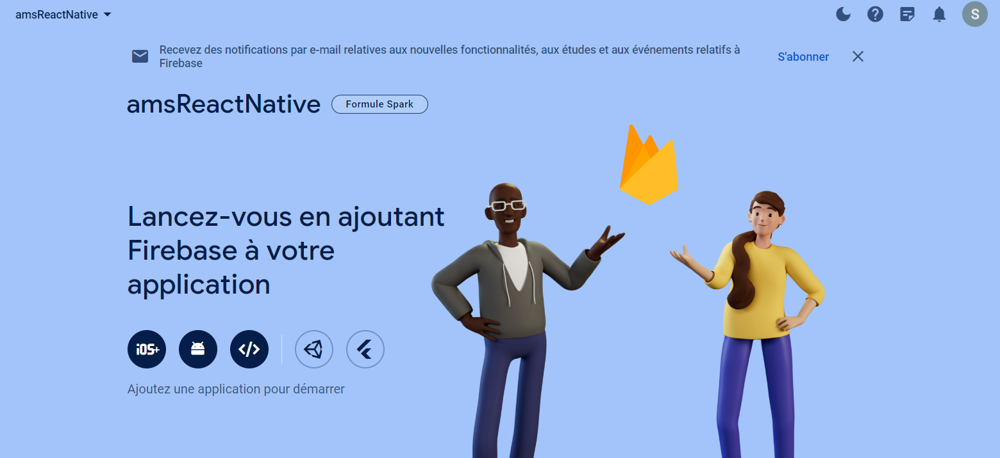 amsReactNative
S
Recevez des notifications par e-mail relatives aux nouvelles fonctionnalités, aux études et aux événements relatifs à
Firebase
S'abonner
amsReactNative
Formule Spark
Lancez-vous en ajoutant
Firebase à votre
application
iOS+
Ajoutez une application pour démarrer